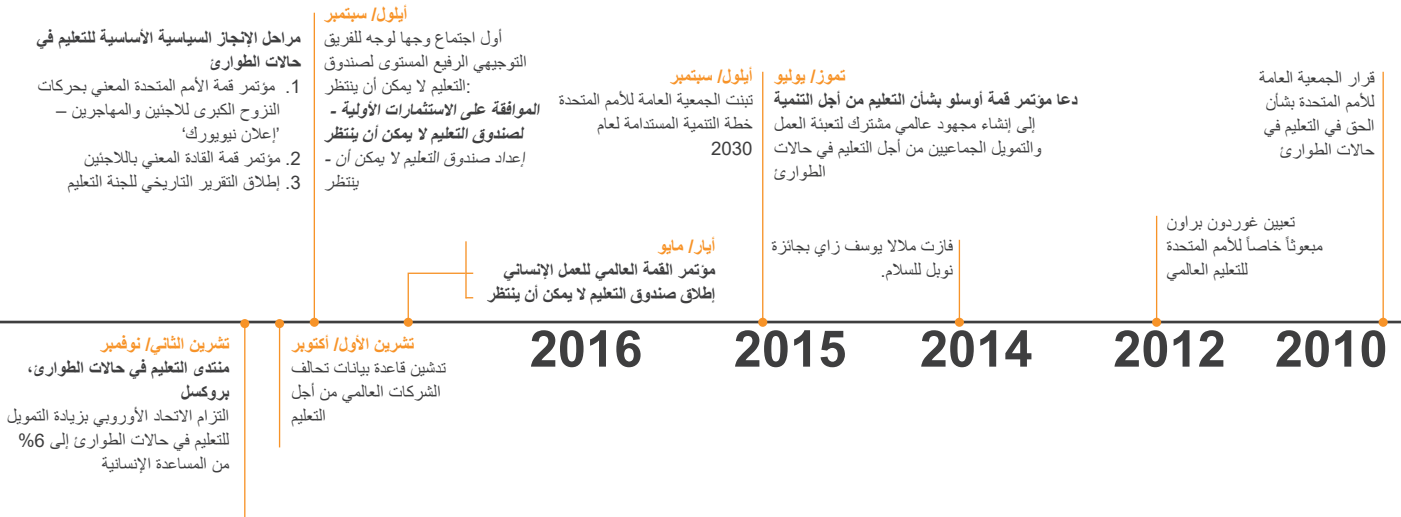 قرار الجمعية العامة
للأمم المتحدة بشأن
الحق في التعليم في
حالات الطوارئ
2010
تعيين غوردون براون
مبعوثاً خاصاً للأمم المتحدة
للتعليم العالمي
2012
فازت ملالا يوسف زاي بجائزة
نوبل للسلام.
2014
تموز/ يوليو
دعا مؤتمر قمة أوسلو بشأن التعليم من أجل التنمية
إلى إنشاء مجهود عالمي مشترك لتعبئة العمل
والتمويل الجماعيين من أجل التعليم في حالات
الطوارئ
أيلول/ سبتمبر
تبنت الجمعية العامة للأمم المتحدة
خطة التنمية المستدامة لعام
2030
2015
أيار/ مايو
مؤتمر القمة العالمي للعمل الإنساني
إطلاق صندوق التعليم لا يمكن أن ينتظر
2016
أيلول/ سبتمبر
أول اجتماع وجها لوجه للفريق
التوجيهي الرفيع المستوى لصندوق
التعليم لا يمكن أن ينتظر:
الموافقة على الاستثمارات الأولية -
لصندوق التعليم لا يمكن أن ينتظر
إعداد صندوق التعليم لا يمكن أن -
ينتظر
مراحل الإنجاز السياسية الأساسية للتعليم في
حالات الطوارئ
1. مؤتمر قمة الأمم المتحدة المعني بحركات
النزوح الكبرى للاجئين والمهاجرين –
‘إعلان نيويورك’
2. مؤتمر قمة القادة المعني باللاجئين
3. إطلاق التقرير التاريخي للجنة التعليم
تشرين الأول/ أكتوبر
تدشين قاعدة بيانات تحالف
الشركات العالمي من أجل
التعليم
تشرين الثاني/ نوفمبر
منتدى التعليم في حالات الطوارئ،
بروكسل
التزام الاتحاد الأوروبي بزيادة التمويل
للتعليم في حالات الطوارئ إلى 6%
من المساعدة الإنسانية